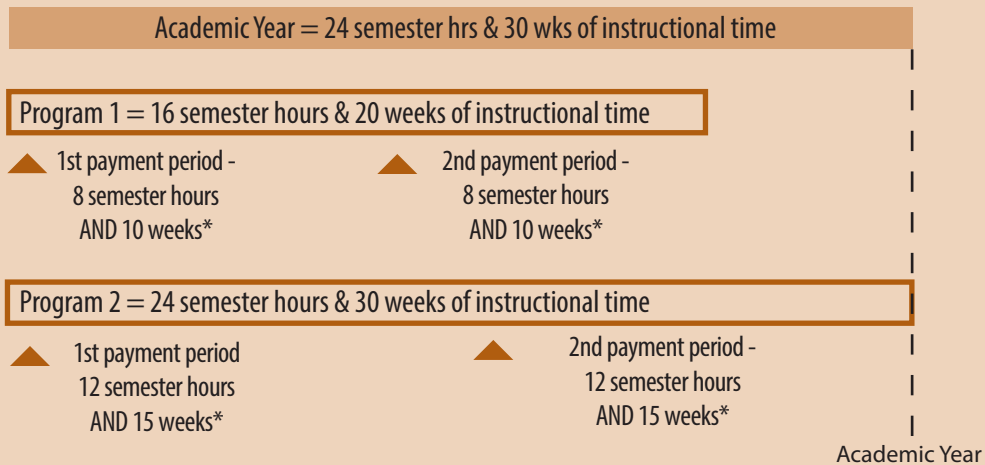 Academic Year = 24 semester hrs & 30 wks of instructional time
Program 1 = 16 semester hours & 20 weeks of instructional time
1st payment period -
8 semester hours
AND 10 weeks*
2nd payment period -
8 semester hours
AND 10 weeks*
Program 2 = 24 semester hours & 30 weeks of instructional time
1st payment period
12 semester hours
AND 15 weeks*
2nd payment period -
12 semester hours
AND 15 weeks*
Academic Year